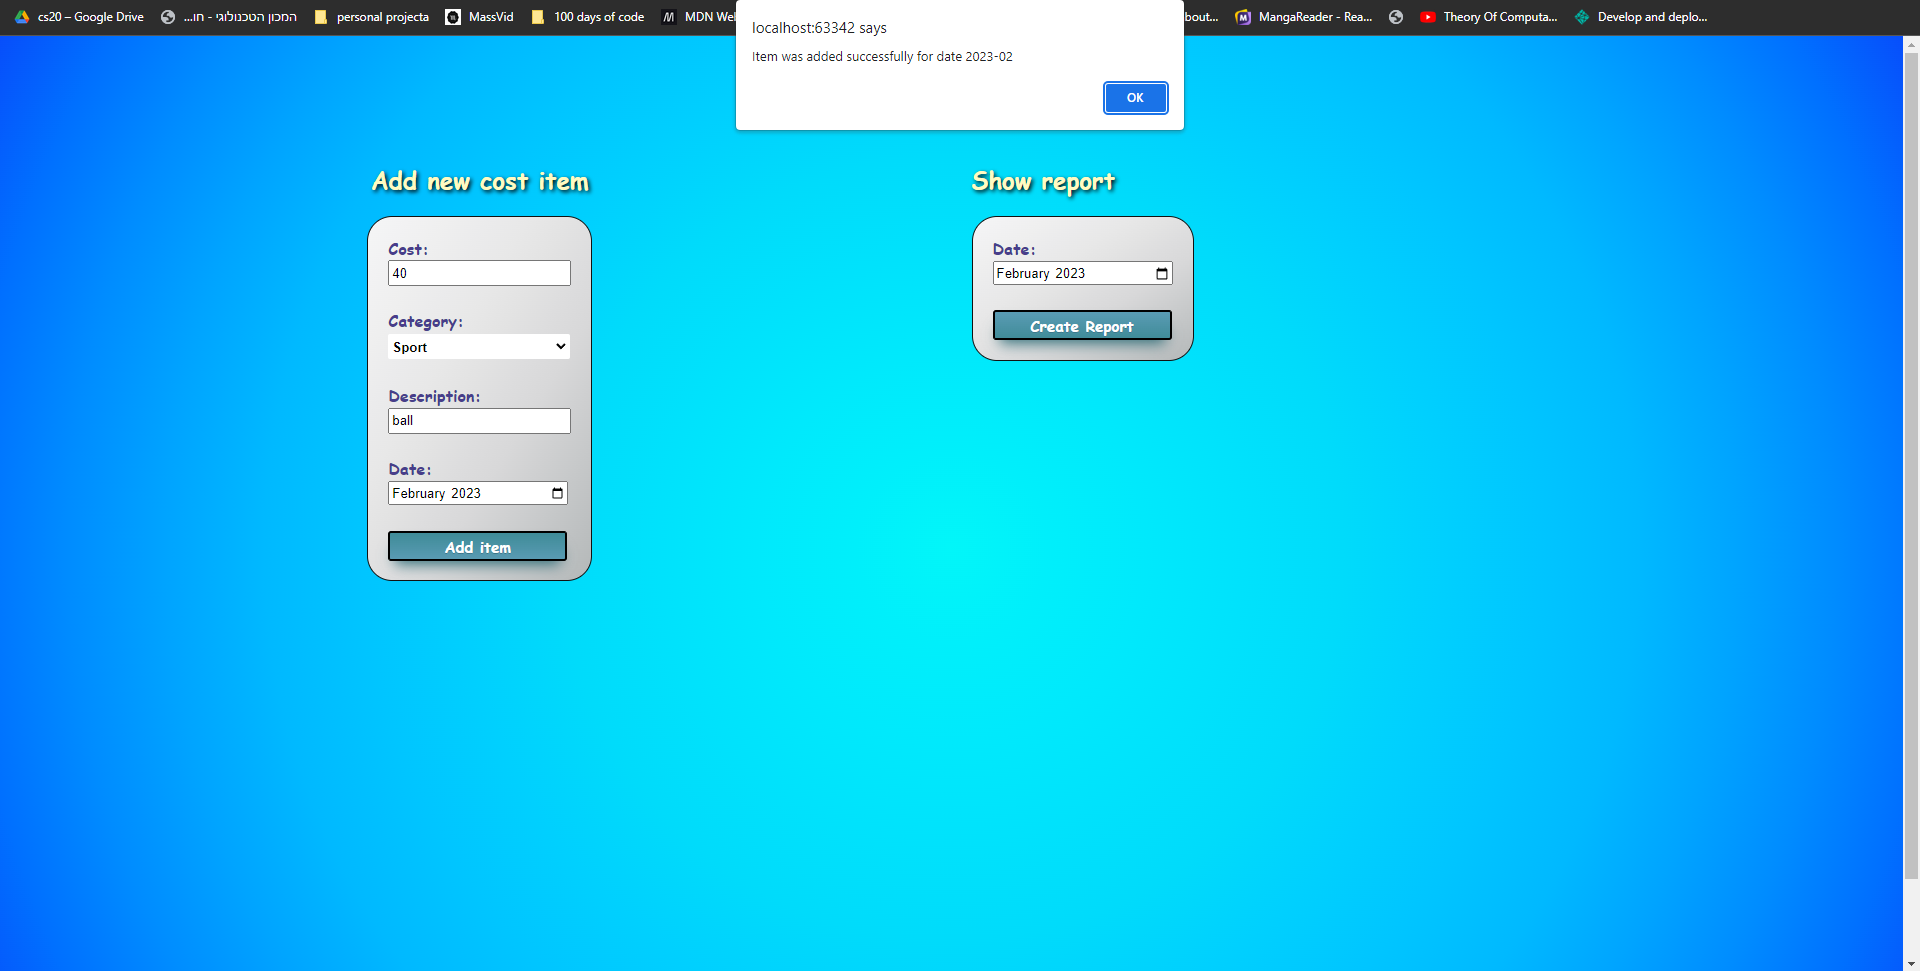 cs20 – Google Drive
המכון הטכנולוגי - חו...
personal projecta
MassVid
100 days of code
MDN Wel
bout...
MangaReader - Rea...
Theory Of Computa...
Develop and deplo...
localhost:63342 says
Item was added successfully for date 2023-02
OK
Add new cost item
Cost:
40
Category:
Sport
Description:
ball
Date:
February 2023
Add item
Show report
Date:
February 2023
Create Report